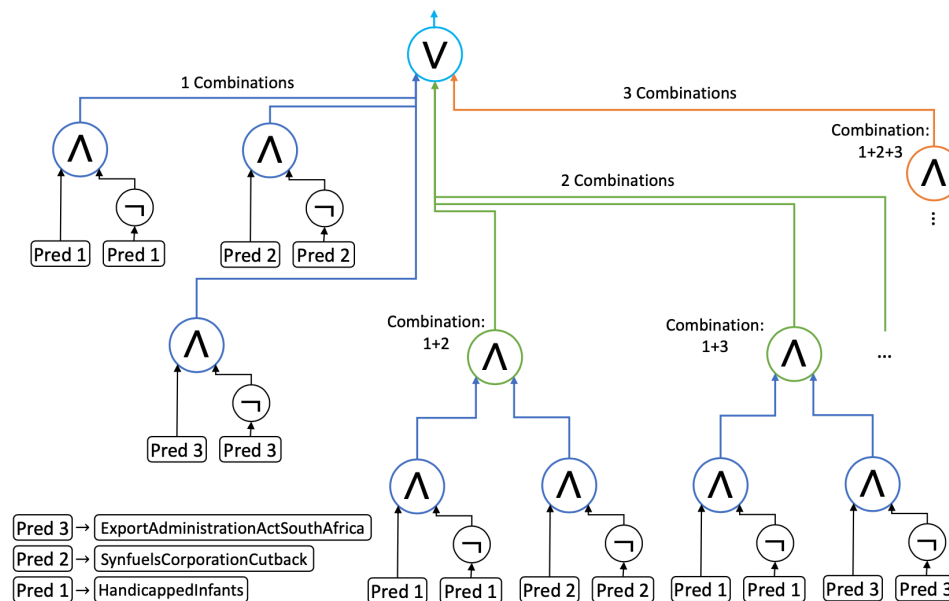 V
1 Combinations
3 Combinations
Λ
Λ
Combination:
1+2+3
Λ
¬
¬
2 Combinations
...
Pred 1
Pred 1
Pred 2
Pred 2
Combination:
1+2
Combination:
1+3
Λ
Λ
Λ
...
¬
Pred 3
Pred 3
Λ
Λ
Λ
Λ
Pred 3 → ExportAdministrationActSouthAfrica
¬
¬
¬
¬
Pred 2 → SynfuelsCorporationCutback
Pred 1 → HandicappedInfants
Pred 1
Pred 1
Pred 2
Pred 2
Pred 1
Pred 1
Pred 3
Pred 3